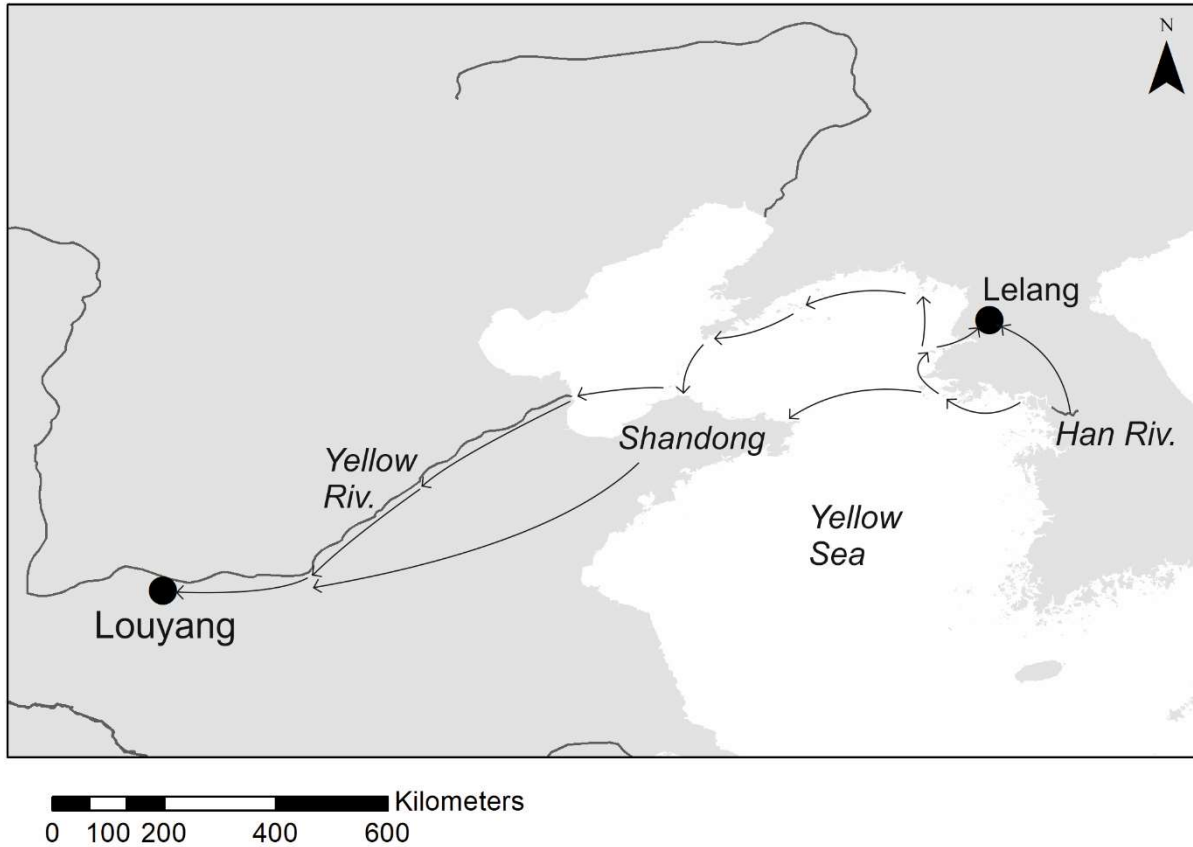 N
Lelang
Shandong
Han Riv.
Yellow
Riv.
Yellow
Sea
Louyang
Kilometers
0 100 200 400 600